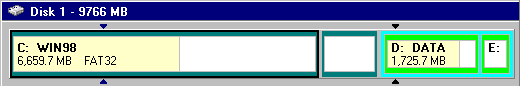 Disk 1 - 9766 MB
C: WIN98
6,659.7 MB FAT32
D: DATA
1,725.7 MB
E: